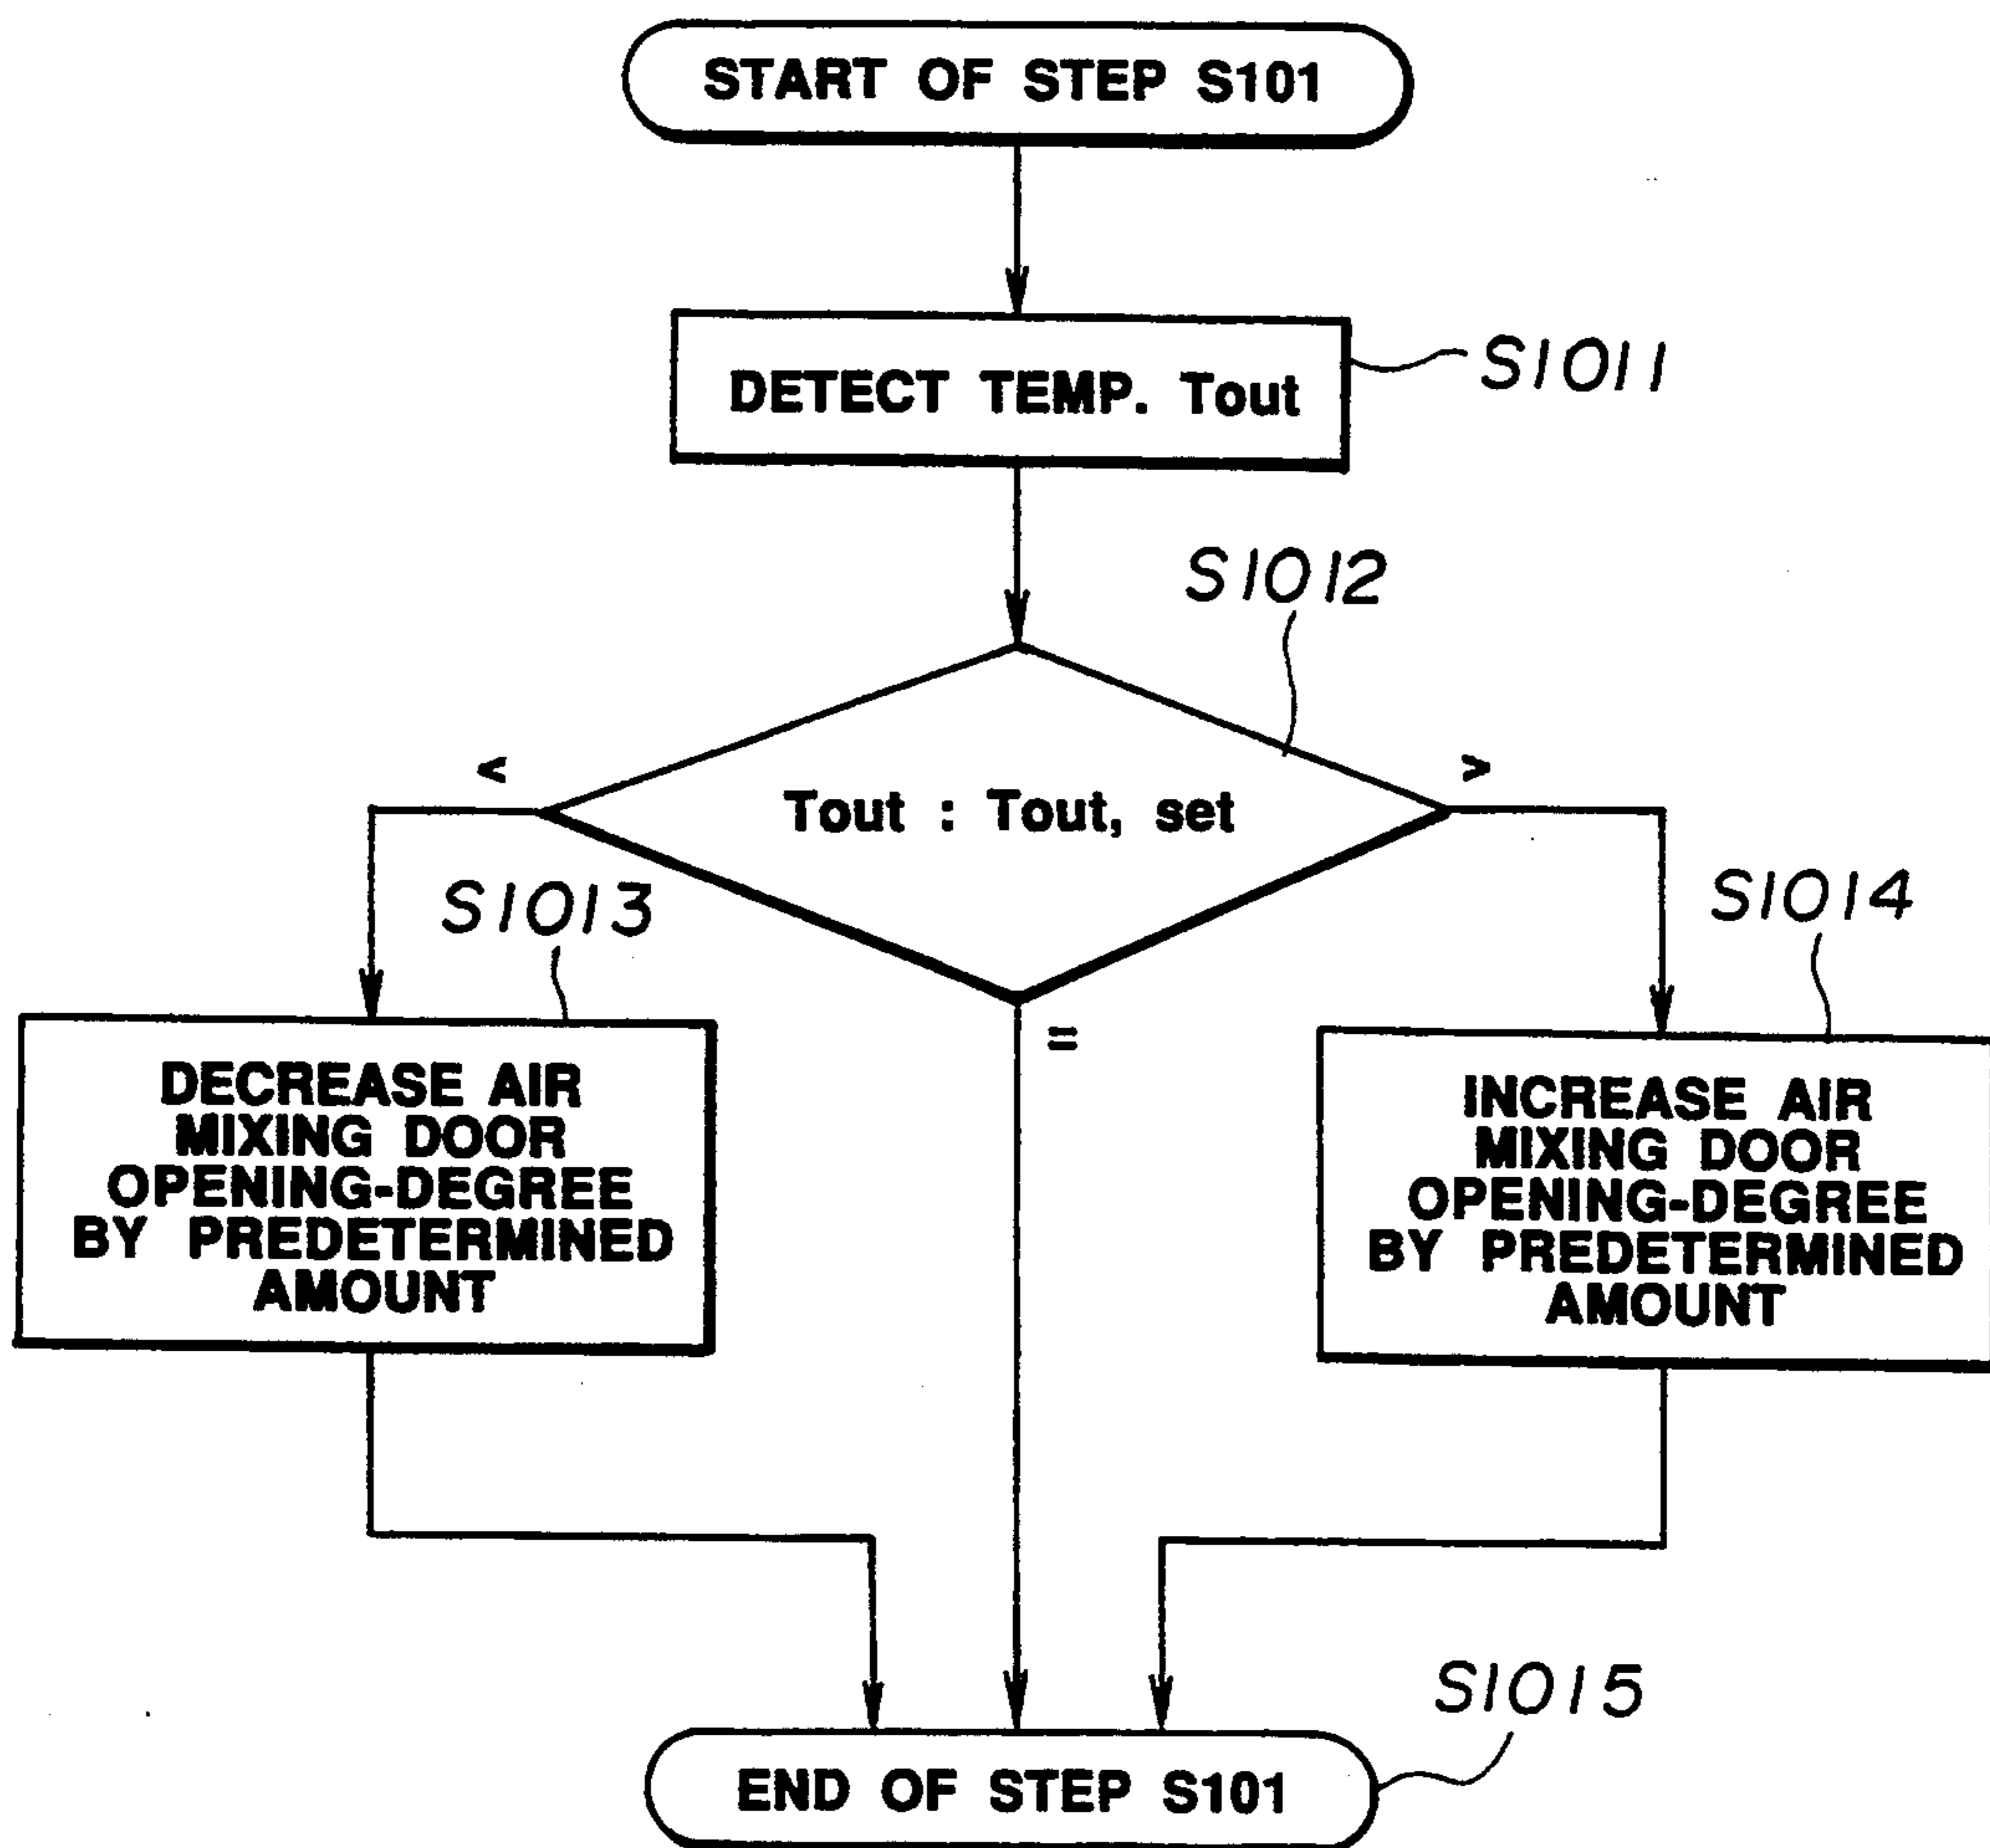 START OF STEP S101
DETECT TEMP. Tout
S1011
S1012
<
Tout : Tout, set
>
S1013
S1014
=
DECREASE AIR
MIXING DOOR
OPENING-DEGREE
BY PREDETERMINED
AMOUNT
INCREASE AIR
MIXING DOOR
OPENING-DEGREE
BY PREDETERMINED
AMOUNT
S1015
END OF STEP S101